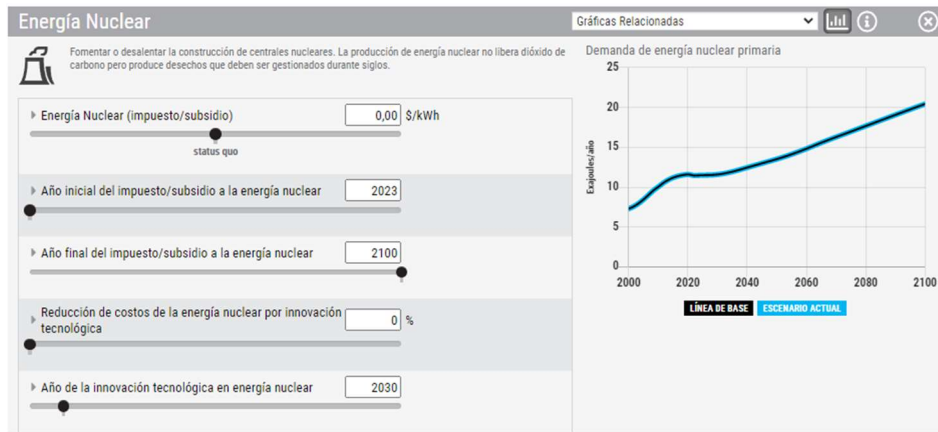 Energía Nuclear
Gráficas Relacionadas
Fomentar o desalentar la construcción de centrales nucleares. La producción de energía nuclear no libera dióxido de
carbono pero produce desechos que deben ser gestionados durante siglos.
Energía Nuclear (impuesto/subsidio)
0,00 $/kWh
status quo
Año inicial del impuesto/subsidio a la energía nuclear
2023
Año final del impuesto/subsidio a la energía nuclear
2100
Reducción de costos de la energía nuclear por innovación
tecnológica
0 %
Año de la innovación tecnológica en energía nuclear
2030
Demanda de energía nuclear primaria
Exajoules/año
25
20
15
10
5
0
2000 2020 2040 2060 2080 2100
LÍNEA DE BASE ESCENARIO ACTUAL